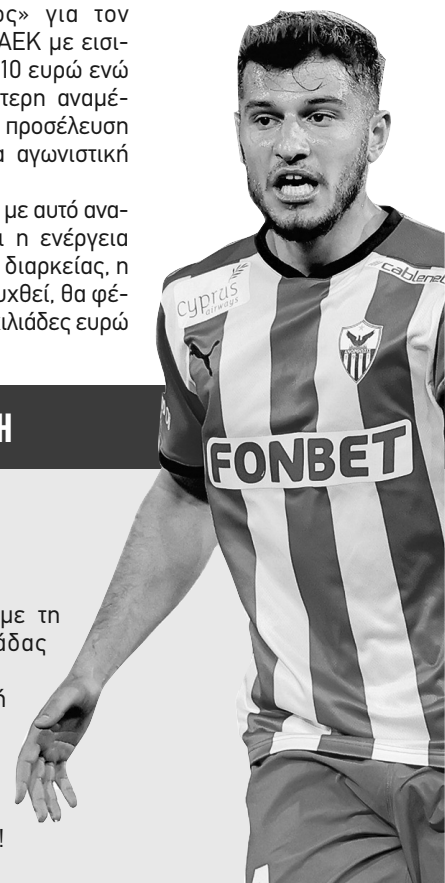 ος» για τον
ΑΕΚ με εισι-
10 ευρώ ενώ
τερη αναμέ-
προσέλευση
α αγωνιστική
με αυτό ανα-
ι η ενέργεια
διαρκείας, η
υχθεί, θα φέ-
ιλιάδες ευρώ
Η
με τη
άδας
ή
!
cablenet
cyprus
airways
FONBET